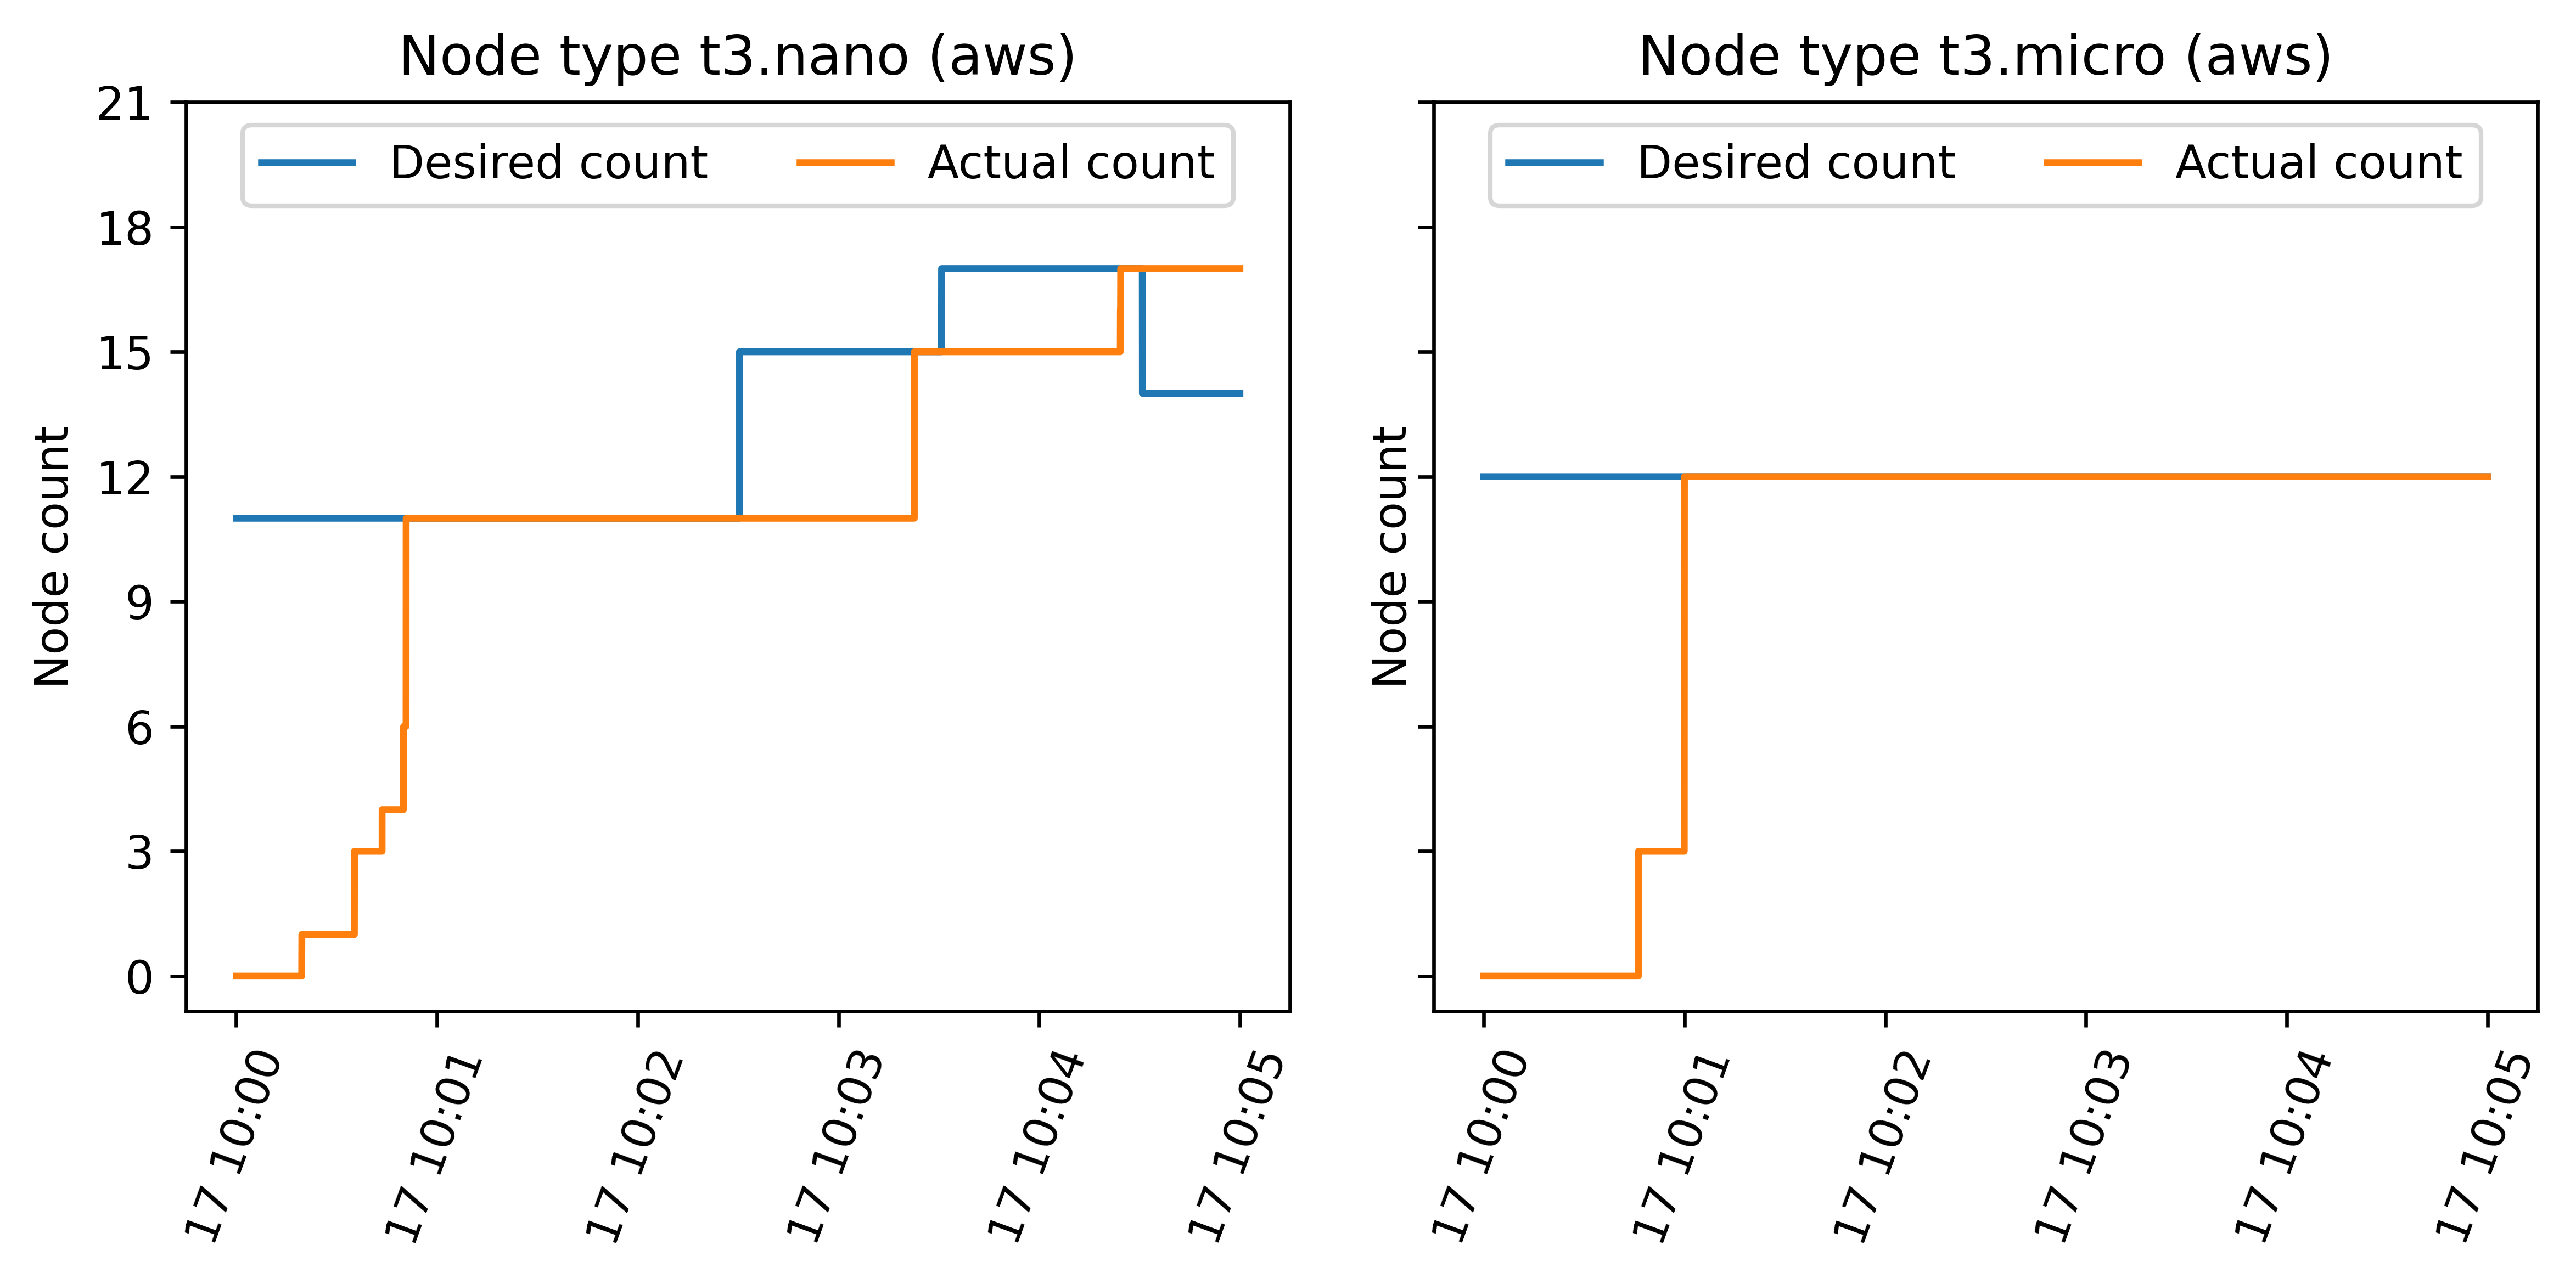 Node type t3.nano (aws)
Desired count
Actual count
Node count
21
18
15
12
9
6
3
0
17 10:00
17 10:01
17 10:02
17 10:03
17 10:04
17 10:05
Node type t3.micro (aws)
Desired count
Actual count
Node count
17 10:00
17 10:01
17 10:02
17 10:03
17 10:04
17 10:05